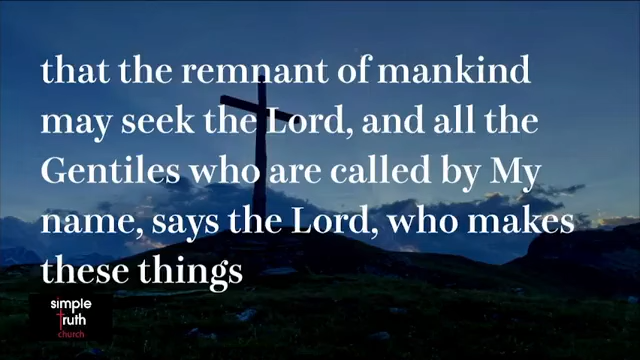 that the remnant of mankind
may seek the Lord, and all the
Gentiles who are called by My
name, says the Lord, who makes
these things
simple
truth
church